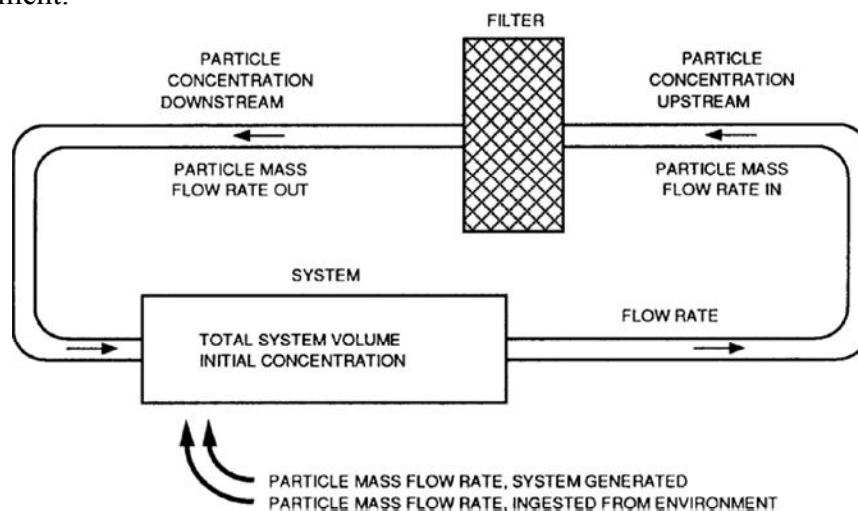 FILTER
PARTICLE
CONCENTRATION
DOWNSTREAM
PARTICLE
CONCENTRATION
UPSTREAM
PARTICLE MASS
FLOW RATE OUT
PARTICLE MASS
FLOW RATE IN
SYSTEM
FLOW RATE
TOTAL SYSTEM VOLUME
INITIAL CONCENTRATION
PARTICLE MASS FLOW RATE, SYSTEM GENERATED
PARTICLE MASS FLOW RATE, INGESTED FROM ENVIRONMENT